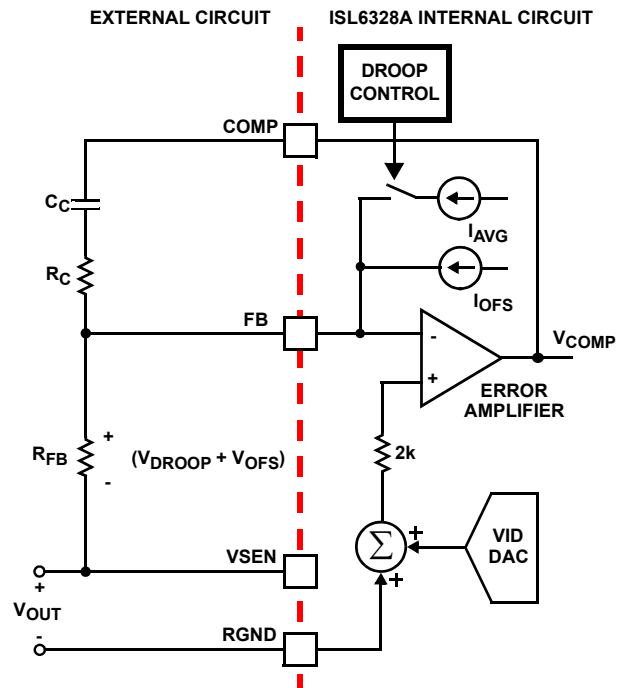 EXTERNAL CIRCUIT
ISL6328A INTERNAL CIRCUIT
DROOP
CONTROL
COMP
CC
IAVG
RC
IOFS
FB
VCOMP
-
+
ERROR
AMPLIFIER
RFB
+
-
(VDROOP + VOFS)
2k
Σ
+
+
VID
DAC
VSEN
+
VOUT
-
RGND